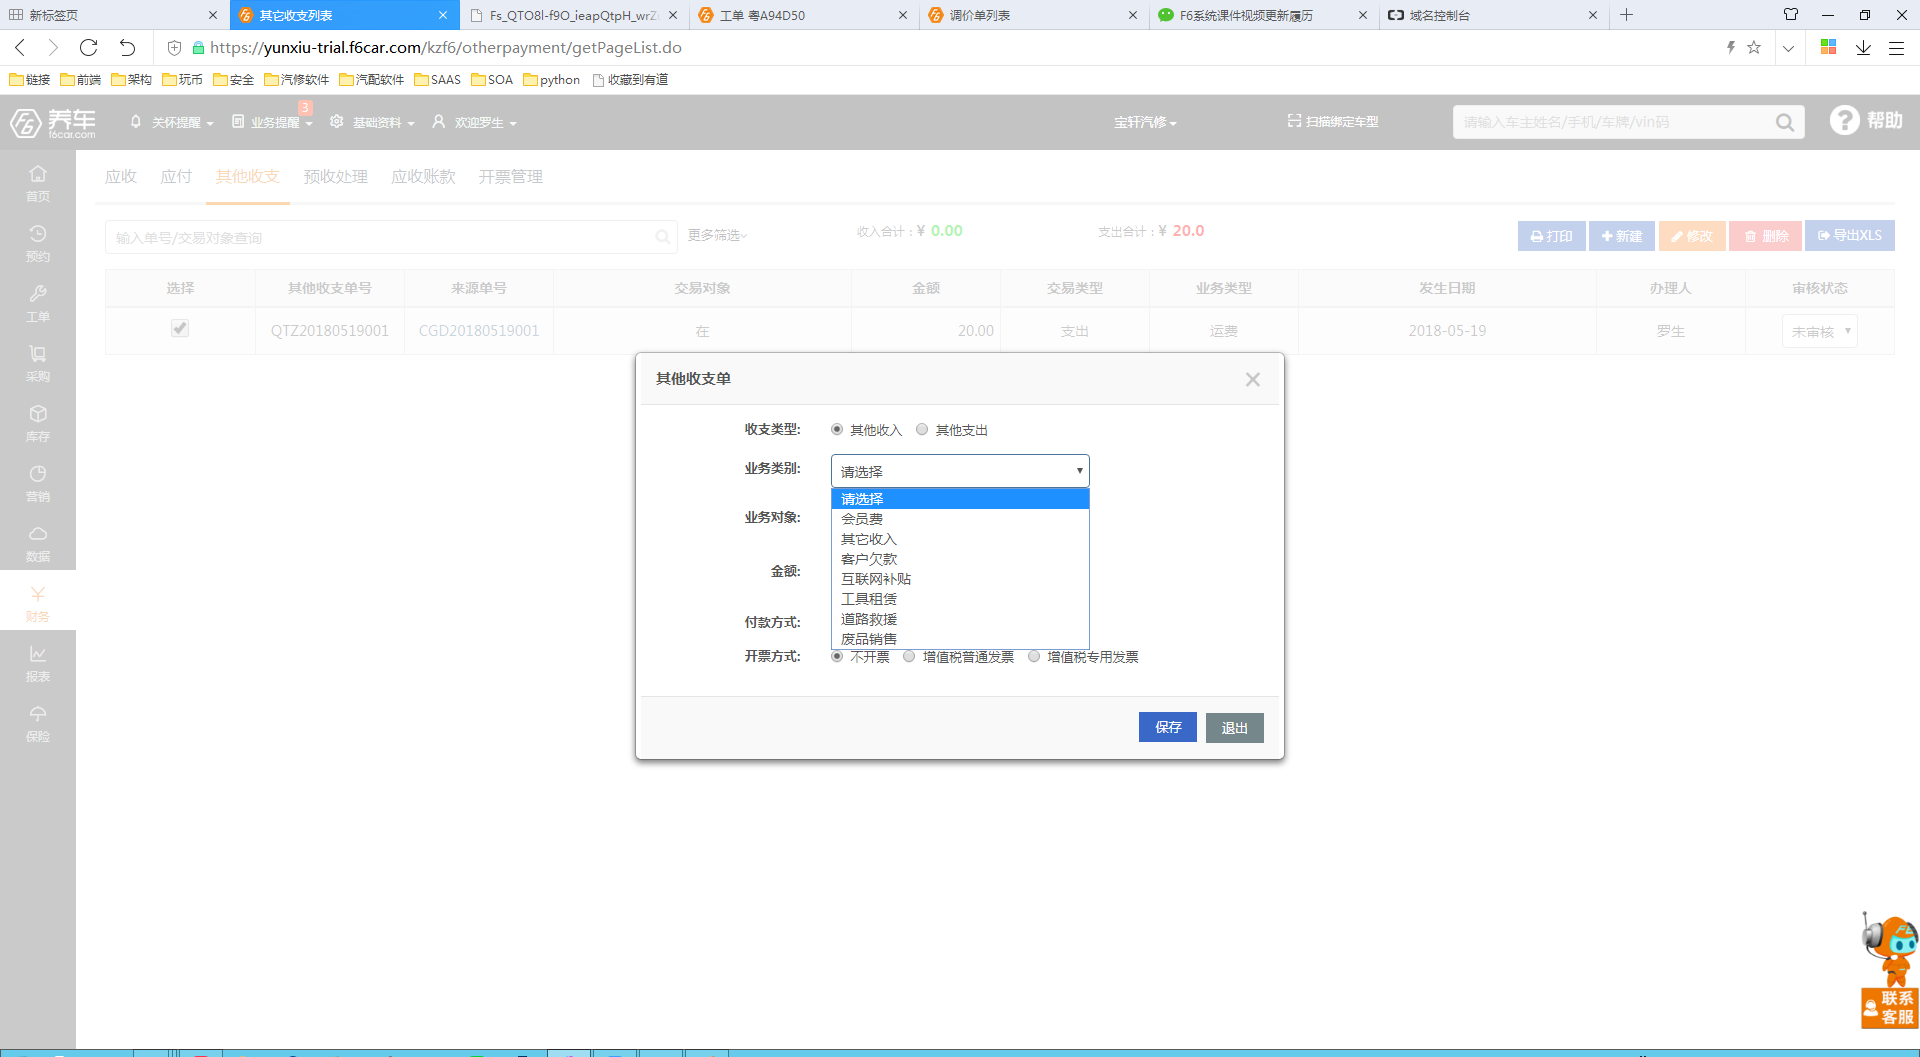 新标签页
其它收支列表
Fs_QTO8l-f9O_ieapQtpH_wrZ
工单 粤A94D50
调价单列表
F6系统课件视频更新履历
域名控制台
https://yunxiu-trial.f6car.com/kzf6/otherpayment/getPageList.do
链接 前端 架构 玩币 安全 汽修软件 汽配软件 SAAS SOA python 收藏到有道
养车
f6car.com
关怀提醒 业务提醒 3 基础资料 欢迎罗生 宝轩汽修 扫描绑定车型 请输入车主姓名/手机/车牌/vin码 ? 帮助
首页
预约
工单
采购
库存
营销
数据
财务
报表
保险
应收 应付 其他收支 预收处理 应收账款 开票管理
输入单号/交易对象查询 更多筛选 收入合计：¥ 0.00 支出合计：¥ 20.0 打印 新建 修改 删除 导出XLS
选择 其他收支单号 来源单号 交易对象 金额 交易类型 业务类型 发生日期 办理人 审核状态
QTZ20180519001 CGD20180519001 在 20.00 支出 运费 2018-05-19 罗生 未审核
其他收支单
收支类型: 其他收入 其他支出
业务类别: 请选择
请选择
会员费
其它收入
客户欠款
互联网补贴
工具租赁
道路救援
废品销售
业务对象:
金额:
付款方式:
开票方式: 不开票 增值税普通发票 增值税专用发票
保存 退出
联系
客服